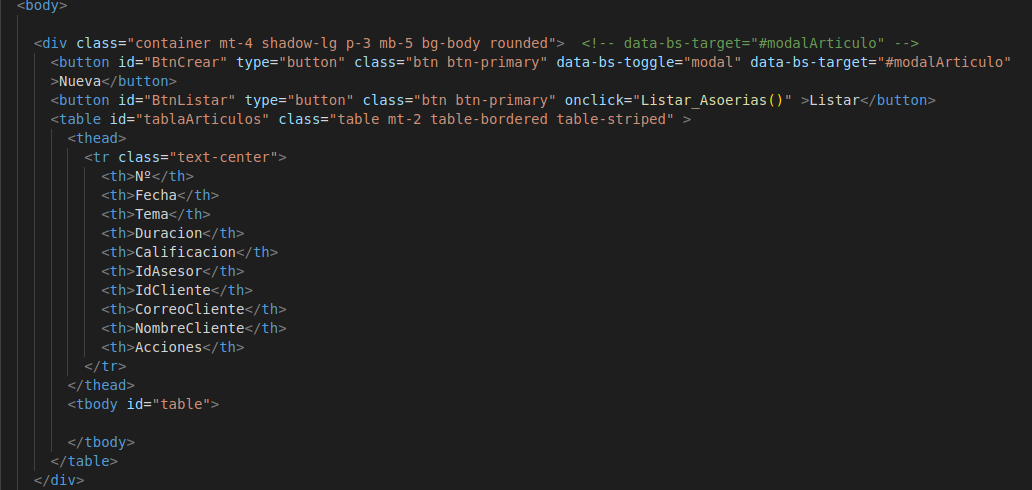 <body>
<div class="container mt-4 shadow-lg p-3 mb-5 bg-body rounded">  <!-- data-bs-target="#modalArticulo" -->
<button id="BtnCrear" type="button" class="btn btn-primary" data-bs-toggle="modal" data-bs-target="#modalArticulo"
>Nueva</button>
<button id="BtnListar" type="button" class="btn btn-primary" onclick="Listar_Asoerias()" >Listar</button>
<table id="tablaArticulos" class="table mt-2 table-bordered table-striped" >
<thead>
<tr class="text-center">
<th>Nº</th>
<th>Fecha</th>
<th>Tema</th>
<th>Duracion</th>
<th>Calificacion</th>
<th>IdAsesor</th>
<th>IdCliente</th>
<th>CorreoCliente</th>
<th>NombreCliente</th>
<th>Acciones</th>
</tr>
</thead>
<tbody id="table">
</tbody>
</table>
</div>